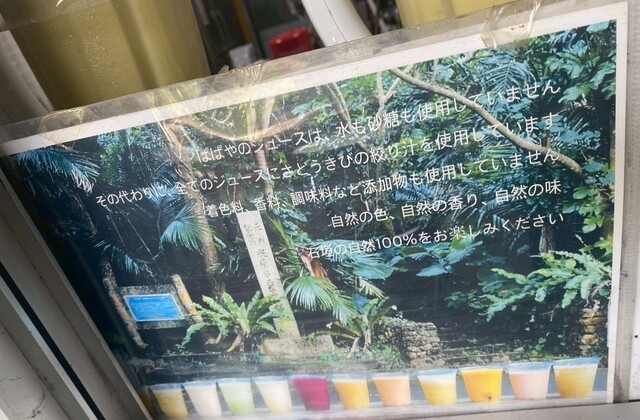 ぱぱやのジュースは、水も砂糖も使用していません
その代わりに、全てのジュースにさとうきびの絞り汁を使用しています
着色料、香料、調味料など添加物も使用していません
自然の色、自然の香り、自然の味
石垣の自然100%をお楽しみください